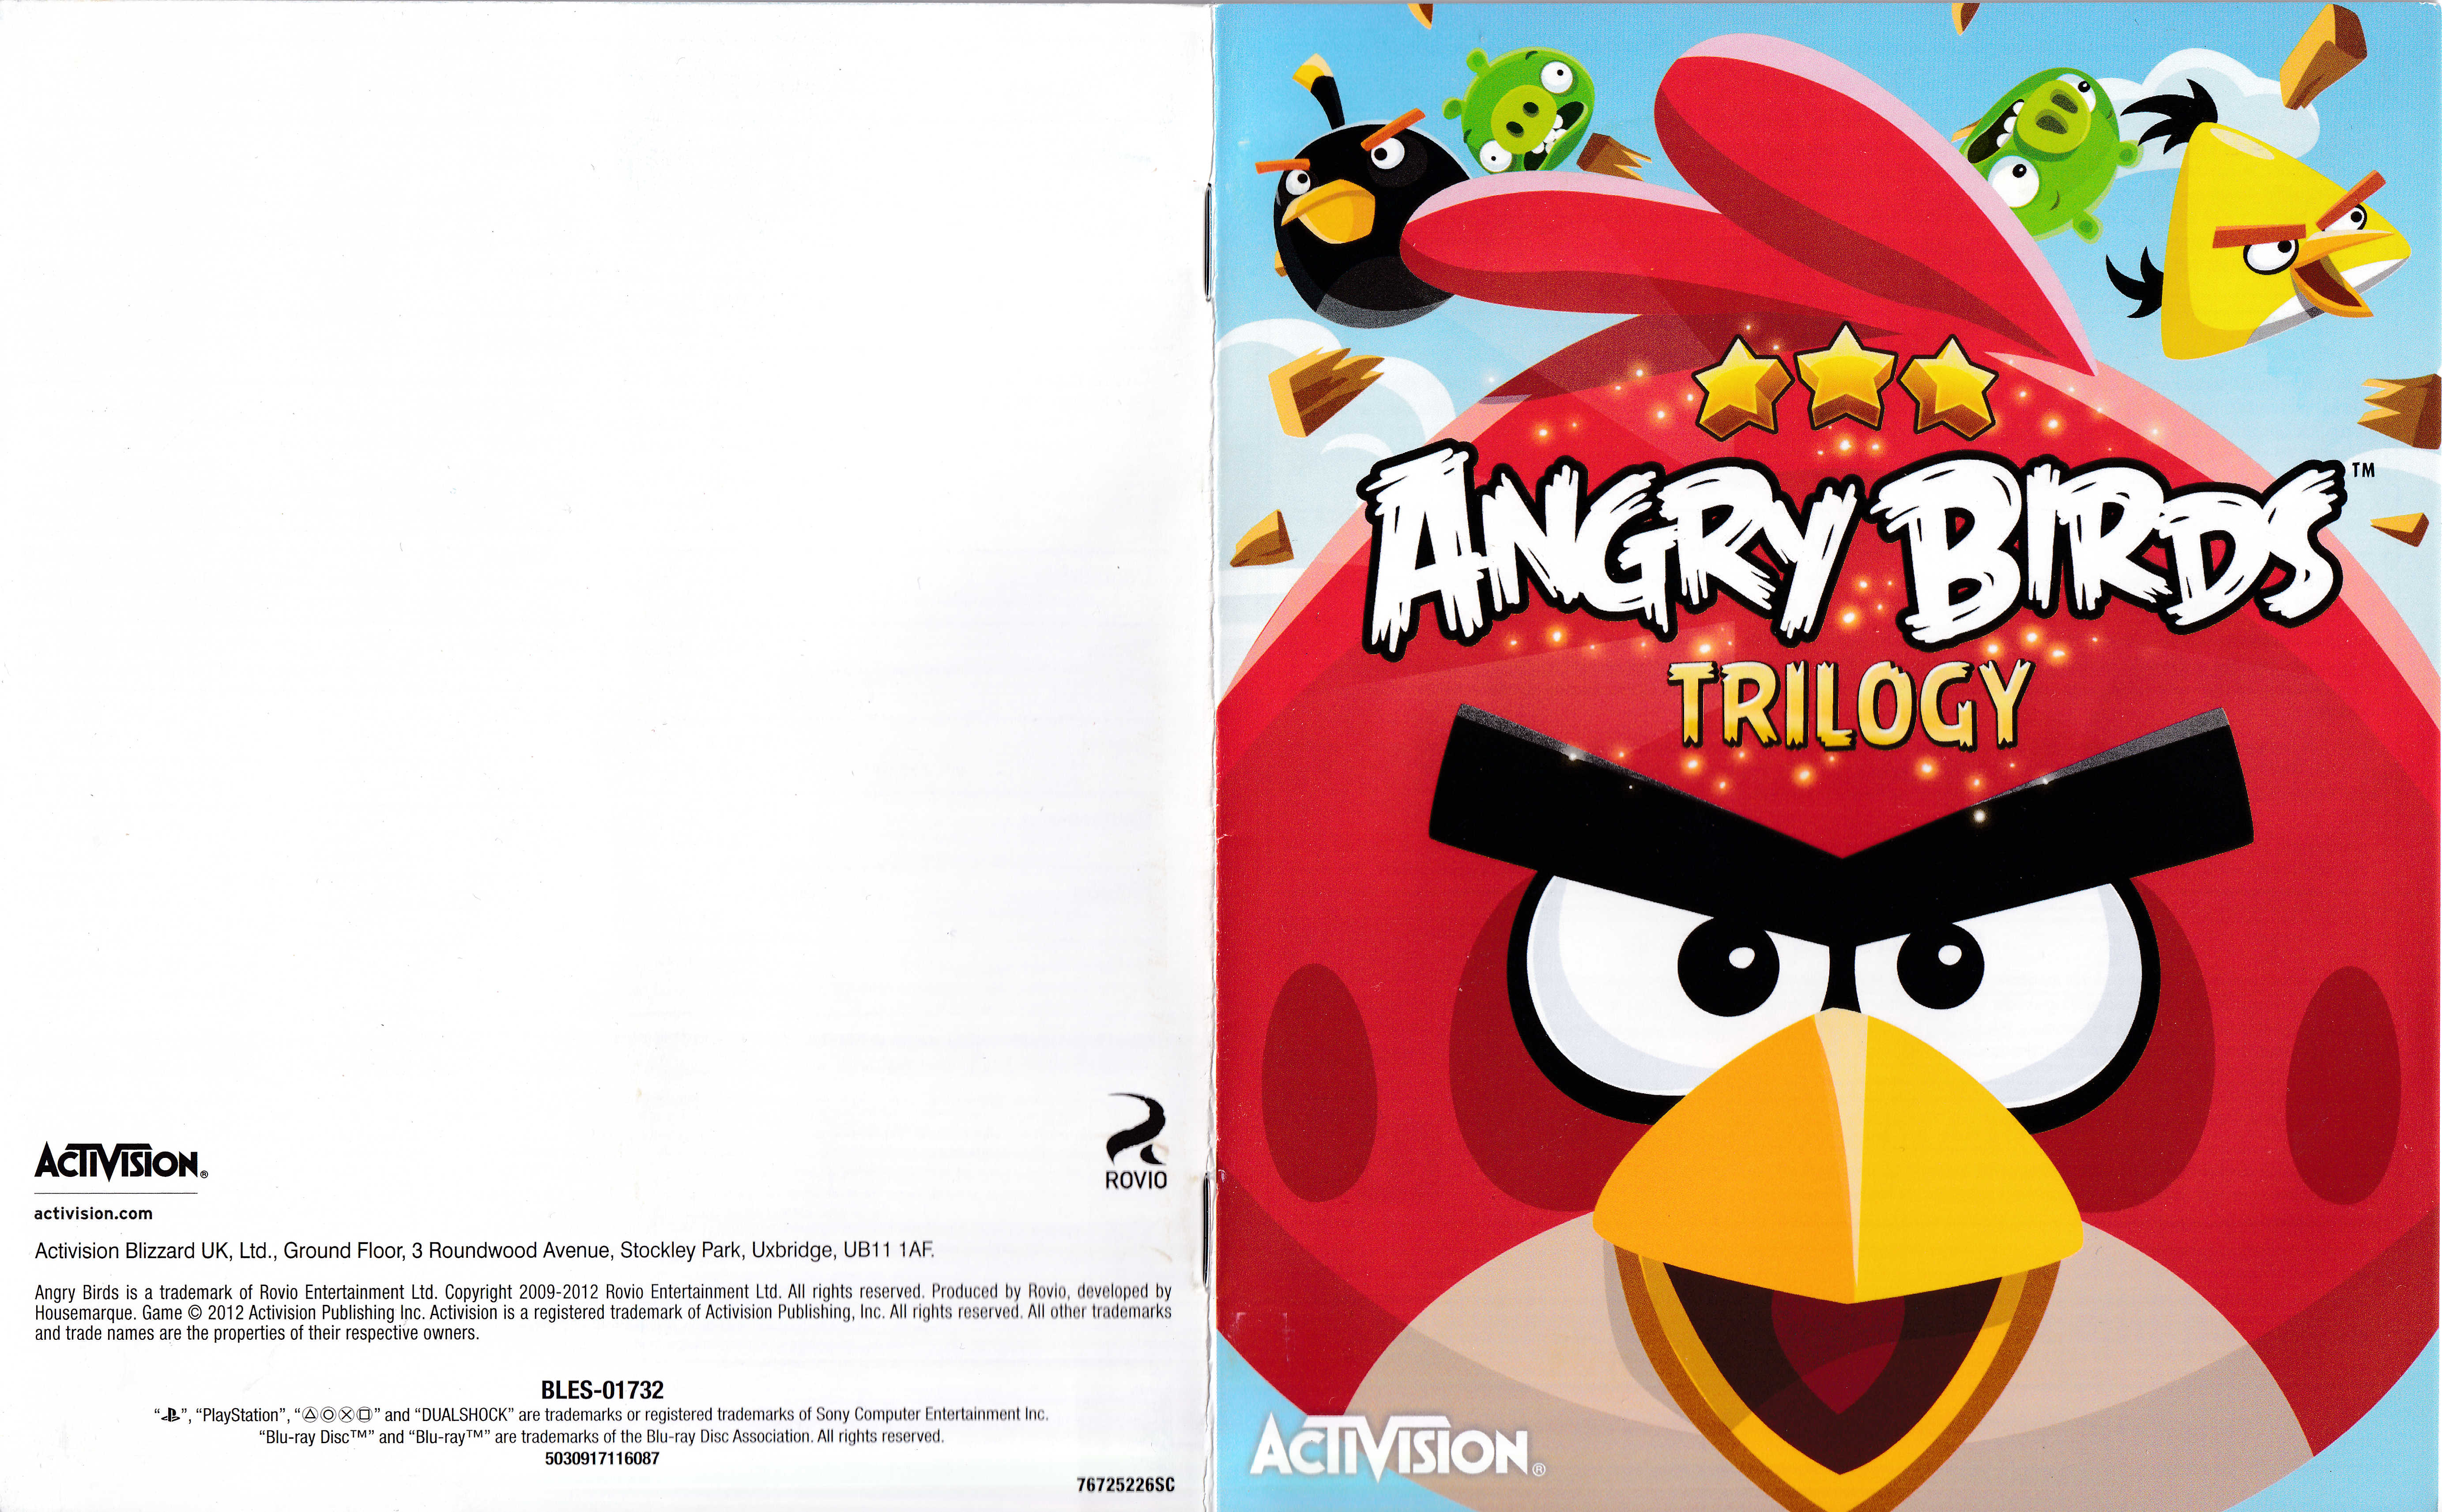 ACTIVISION®
activision.com
ROVIO
Activision Blizzard UK, Ltd., Ground Floor, 3 Roundwood Avenue, Stockley Park, Uxbridge, UB11 1AF.
Angry Birds is a trademark of Rovio Entertainment Ltd. Copyright 2009-2012 Rovio Entertainment Ltd. All rights reserved. Produced by Rovio, developed by
Housemarque. Game © 2012 Activision Publishing Inc. Activision is a registered trademark of Activision Publishing, Inc. All rights reserved. All other trademarks
and trade names are the properties of their respective owners.
BLES-01732
“”, “PlayStation”, “” and “DUALSHOCK” are trademarks or registered trademarks of Sony Computer Entertainment Inc.
“Blu-ray Disc™” and “Blu-ray™” are trademarks of the Blu-ray Disc Association. All rights reserved.
5030917116087
76725226SC
ANGRY BIRDS™
TRILOGY
ACTIVISION®